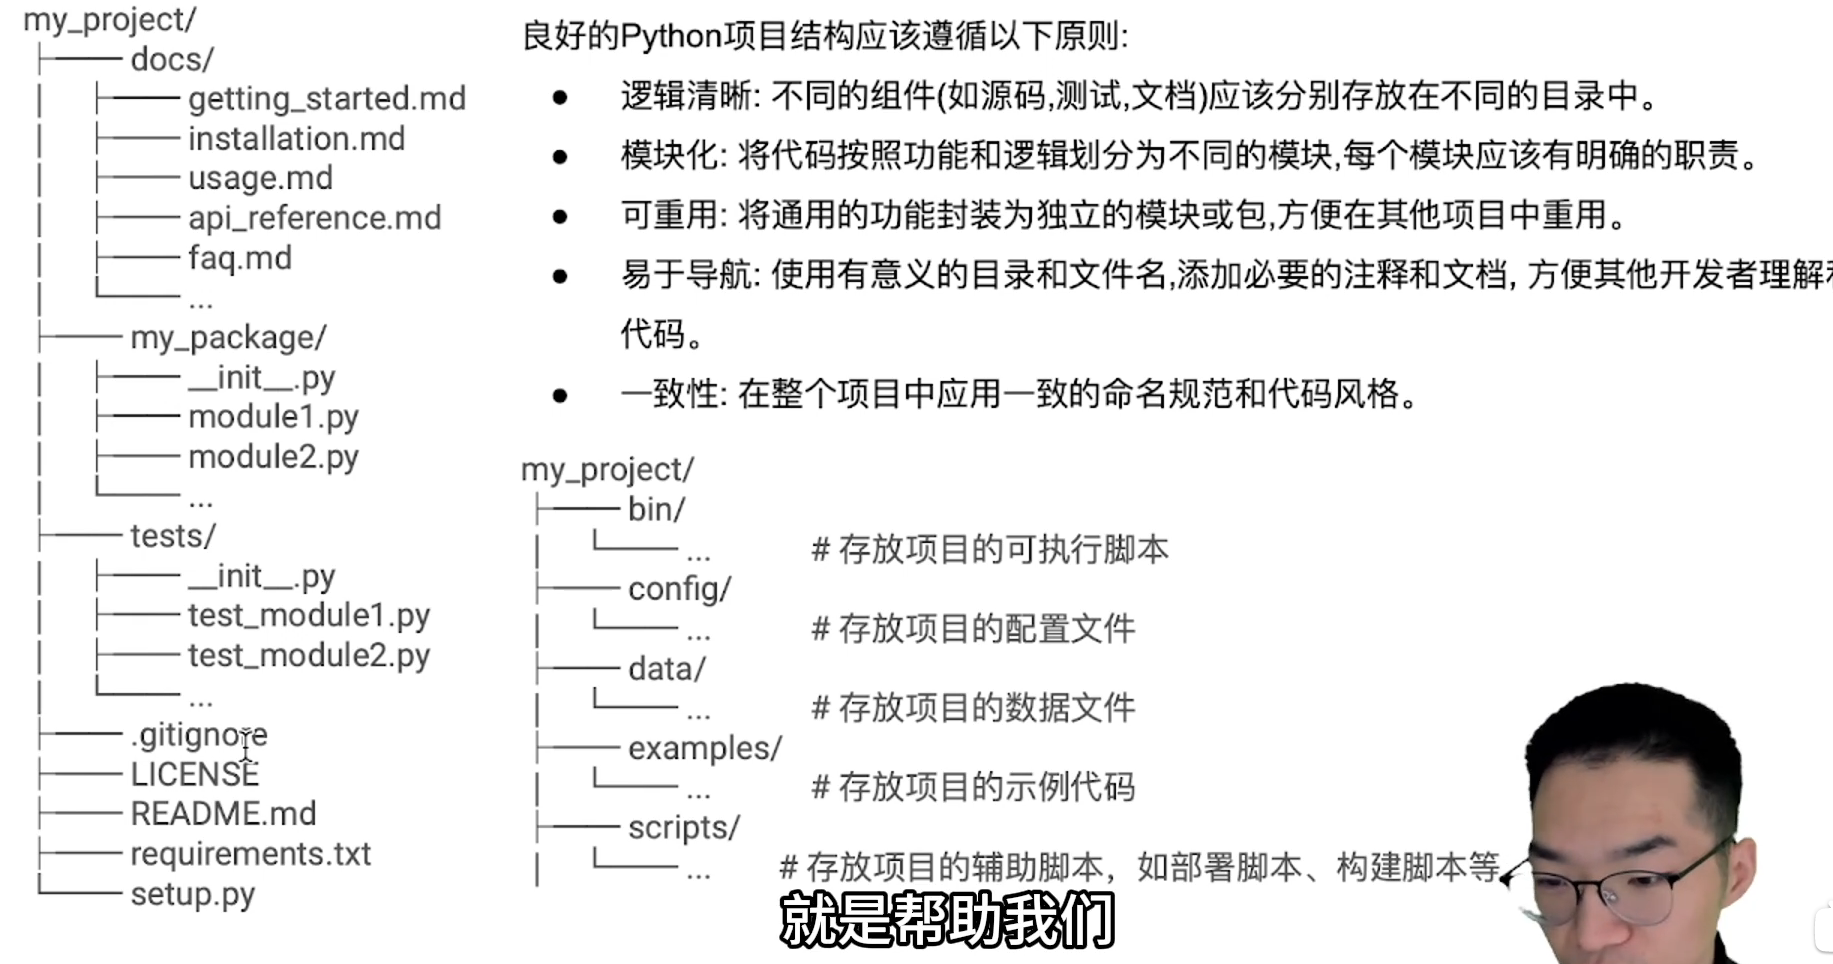 my_project/
├── docs/
│ ├── getting_started.md
│ ├── installation.md
│ ├── usage.md
│ ├── api_reference.md
│ ├── faq.md
│ └── ...
├── my_package/
│ ├── __init__.py
│ ├── module1.py
│ ├── module2.py
│ └── ...
├── tests/
│ ├── __init__.py
│ ├── test_module1.py
│ ├── test_module2.py
│ └── ...
├── .gitignore
├── LICENSE
├── README.md
├── requirements.txt
└── setup.py
良好的Python项目结构应该遵循以下原则:
● 逻辑清晰: 不同的组件(如源码,测试,文档)应该分别存放在不同的目录中。
● 模块化: 将代码按照功能和逻辑划分为不同的模块,每个模块应该有明确的职责。
● 可重用: 将通用的功能封装为独立的模块或包,方便在其他项目中重用。
● 易于导航: 使用有意义的目录和文件名,添加必要的注释和文档, 方便其他开发者理解
代码。
● 一致性: 在整个项目中应用一致的命名规范和代码风格。
my_project/
├── bin/
│ └── ... # 存放项目的可执行脚本
├── config/
│ └── ... # 存放项目的配置文件
├── data/
│ └── ... # 存放项目的数据文件
├── examples/
│ └── ... # 存放项目的示例代码
├── scripts/
│ └── ... # 存放项目的辅助脚本，如部署脚本、构建脚本等
就是帮助我们